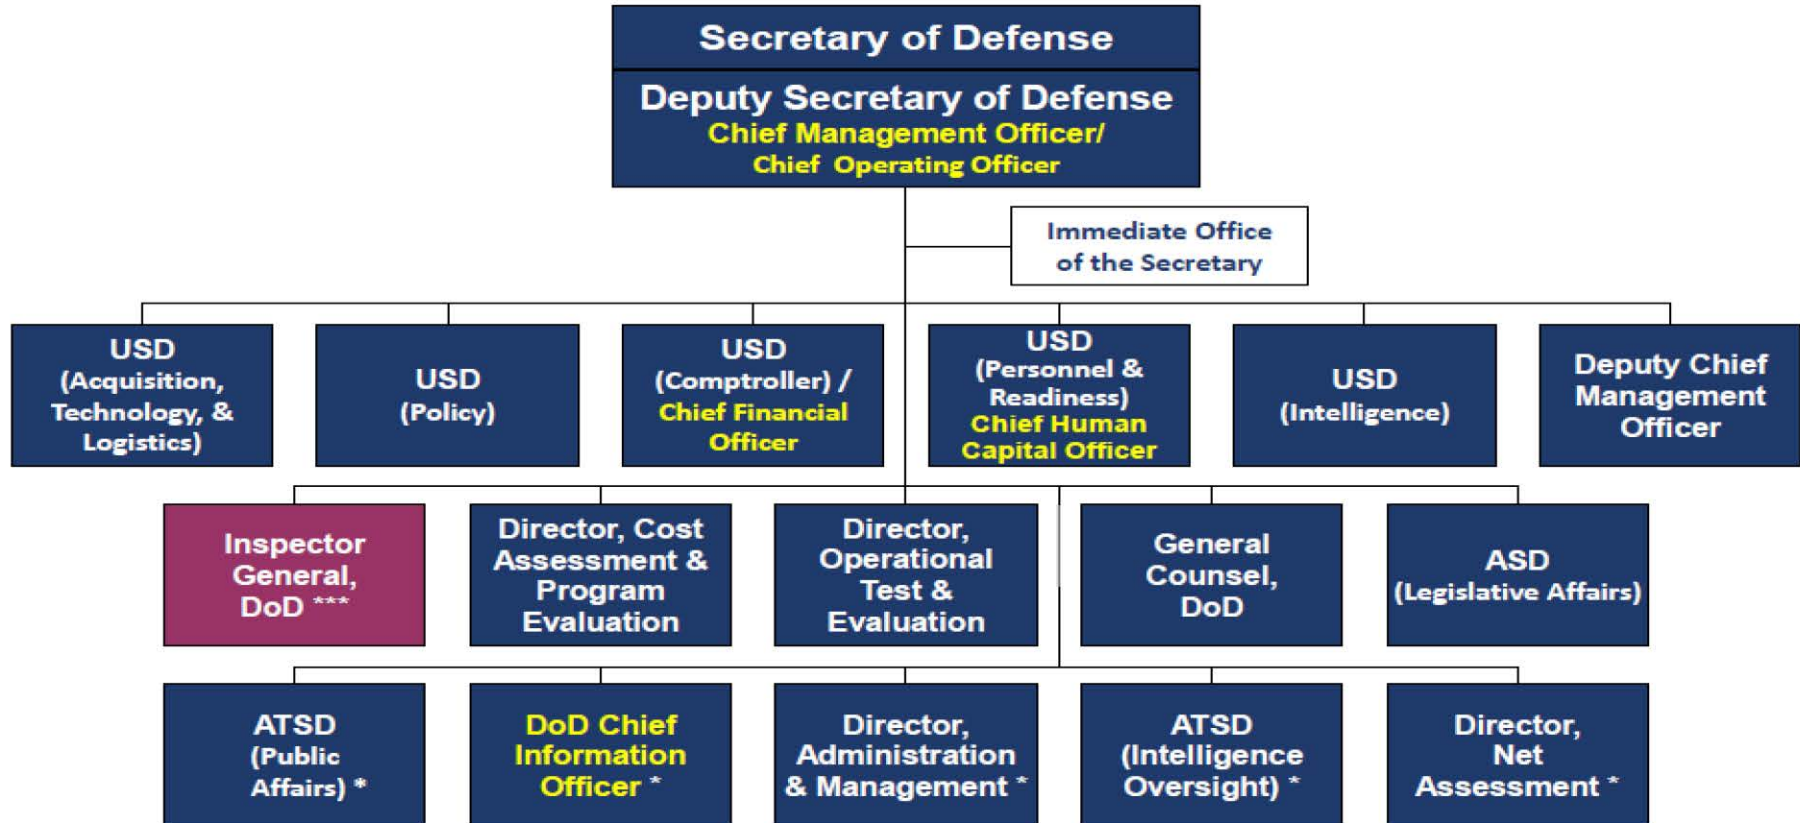 Secretary of Defense
Deputy Secretary of Defense
Chief Management Officer/
Chief Operating Officer
Immediate Office
of the Secretary
USD
(Acquisition,
Technology, &
Logistics)
USD
(Policy)
USD
(Comptroller) /
Chief Financial
Officer
USD
(Personnel &
Readiness)
Chief Human
Capital Officer
USD
(Intelligence)
Deputy Chief
Management
Officer
Inspector
General,
DoD ***
Director, Cost
Assessment &
Program
Evaluation
Director,
Operational
Test &
Evaluation
General
Counsel,
DoD
ASD
(Legislative Affairs)
ATSD
(Public
Affairs) *
DoD Chief
Information
Officer *
Director,
Administration
& Management *
ATSD
(Intelligence
Oversight) *
Director,
Net
Assessment *